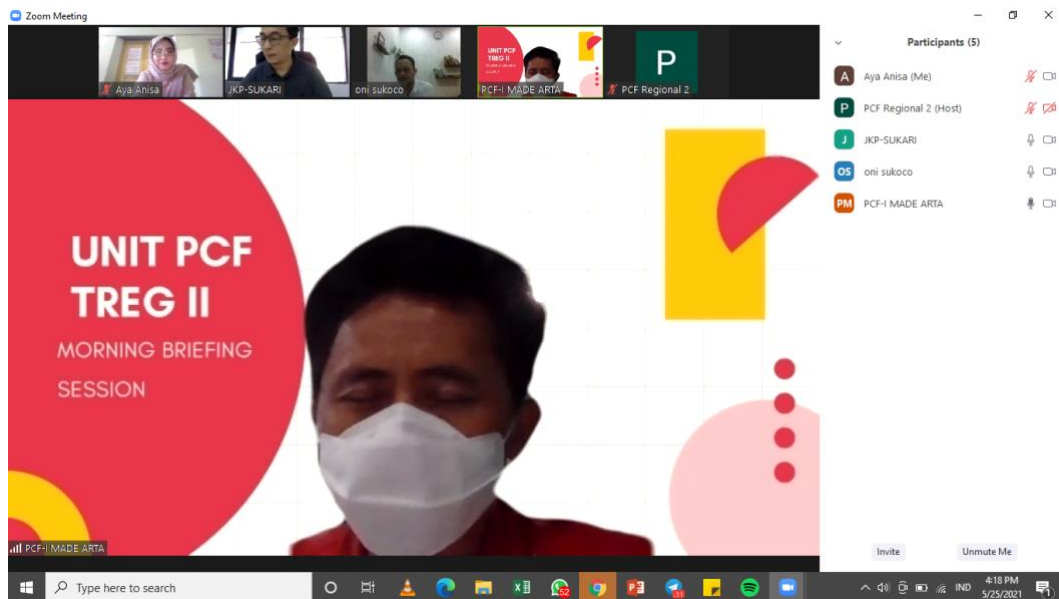 Zoom Meeting
UNIT PCF
TREG II
Aya Anisa
JKP-SUKARI
oni sukoco
PCF-I MADE ARTA
P
PCF Regional 2
Participants (5)
A Aya Anisa (Me)
P PCF Regional 2 (Host)
J JKP-SUKARI
OS oni sukoco
PM PCF-I MADE ARTA
UNIT PCF
TREG II
MORNING BRIEFING
SESSION
PCF-I MADE ARTA
Invite
Unmute Me
Type here to search
52
IND
4:18 PM
5/25/2021
1